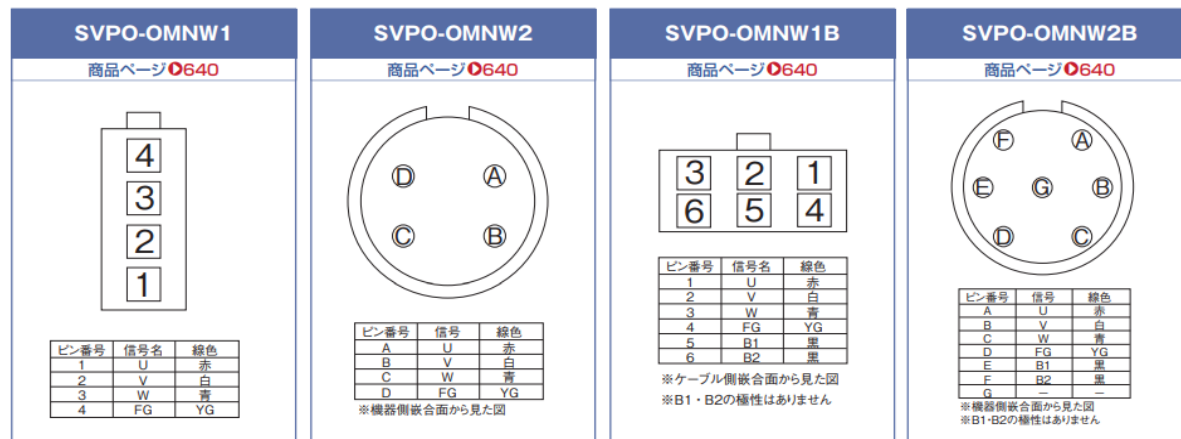 SVPO-OMNW1
商品ページ640
4
3
2
1
ピン番号 信号名 線色
1 U 赤
2 V 白
3 W 青
4 FG YG
SVPO-OMNW2
商品ページ640
D A
C B
ピン番号 信号 線色
A U 赤
B V 白
C W 青
D FG YG
※機器側嵌合面から見た図
SVPO-OMNW1B
商品ページ640
3 2 1
6 5 4
ピン番号 信号名 線色
1 U 赤
2 V 白
3 W 青
4 FG YG
5 B1 黒
6 B2 黒
※ケーブル側嵌合面から見た図
※B1・B2の極性はありません
SVPO-OMNW2B
商品ページ640
F A
E G B
D C
ピン番号 信号 線色
A U 赤
B V 白
C W 青
D FG YG
E B1 黒
F B2 黒
G − −
※機器側嵌合面から見た図
※B1・B2の極性はありません